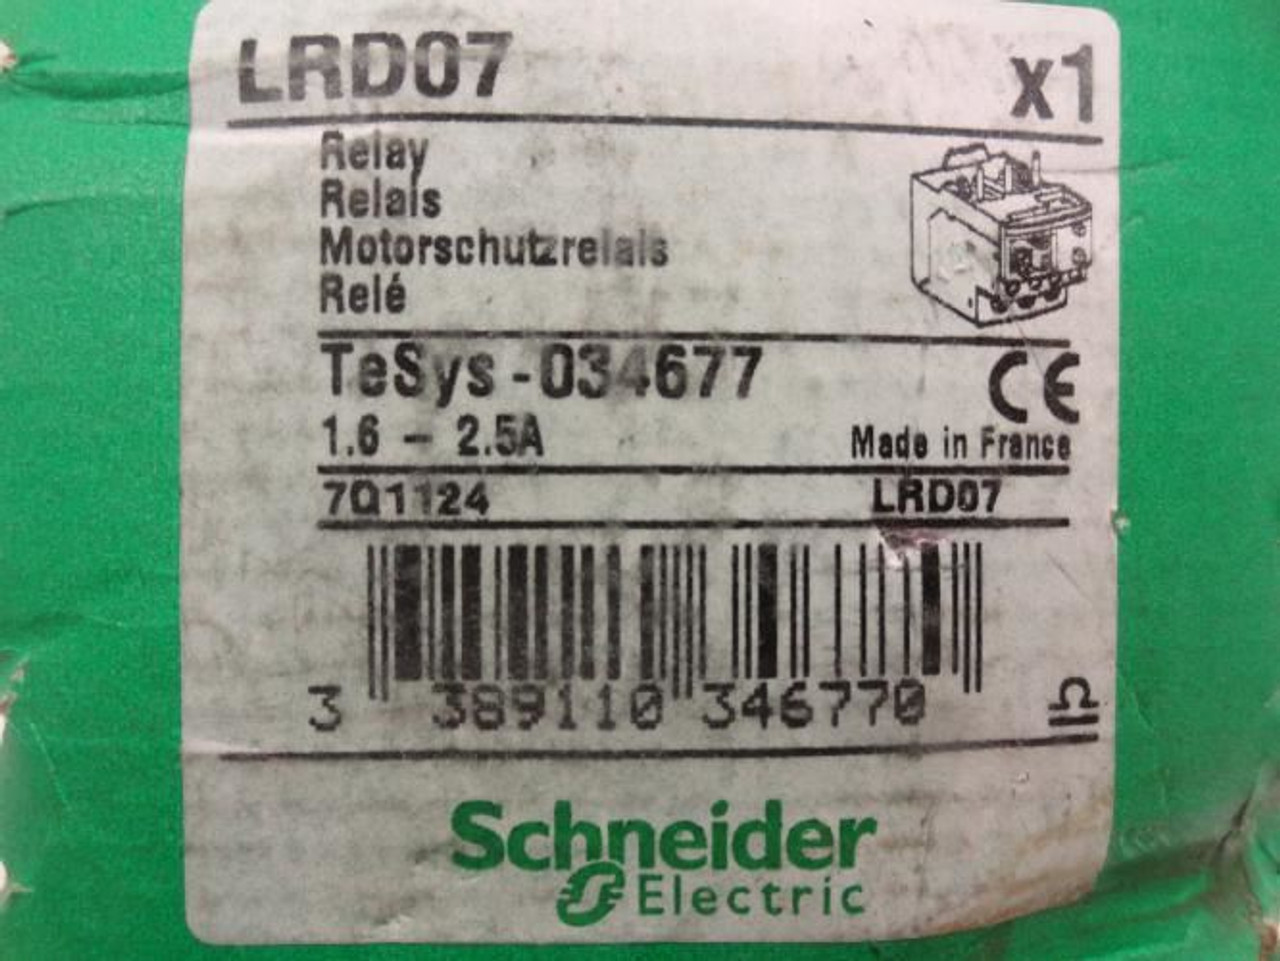 LRD07 x1
Relay
Relais
Motorschutzrelais
Relé
TeSys - 034677 CE
1.6 - 2.5A Made in France
7Q1124 LRD07
3 389110 346770
Schneider
Electric